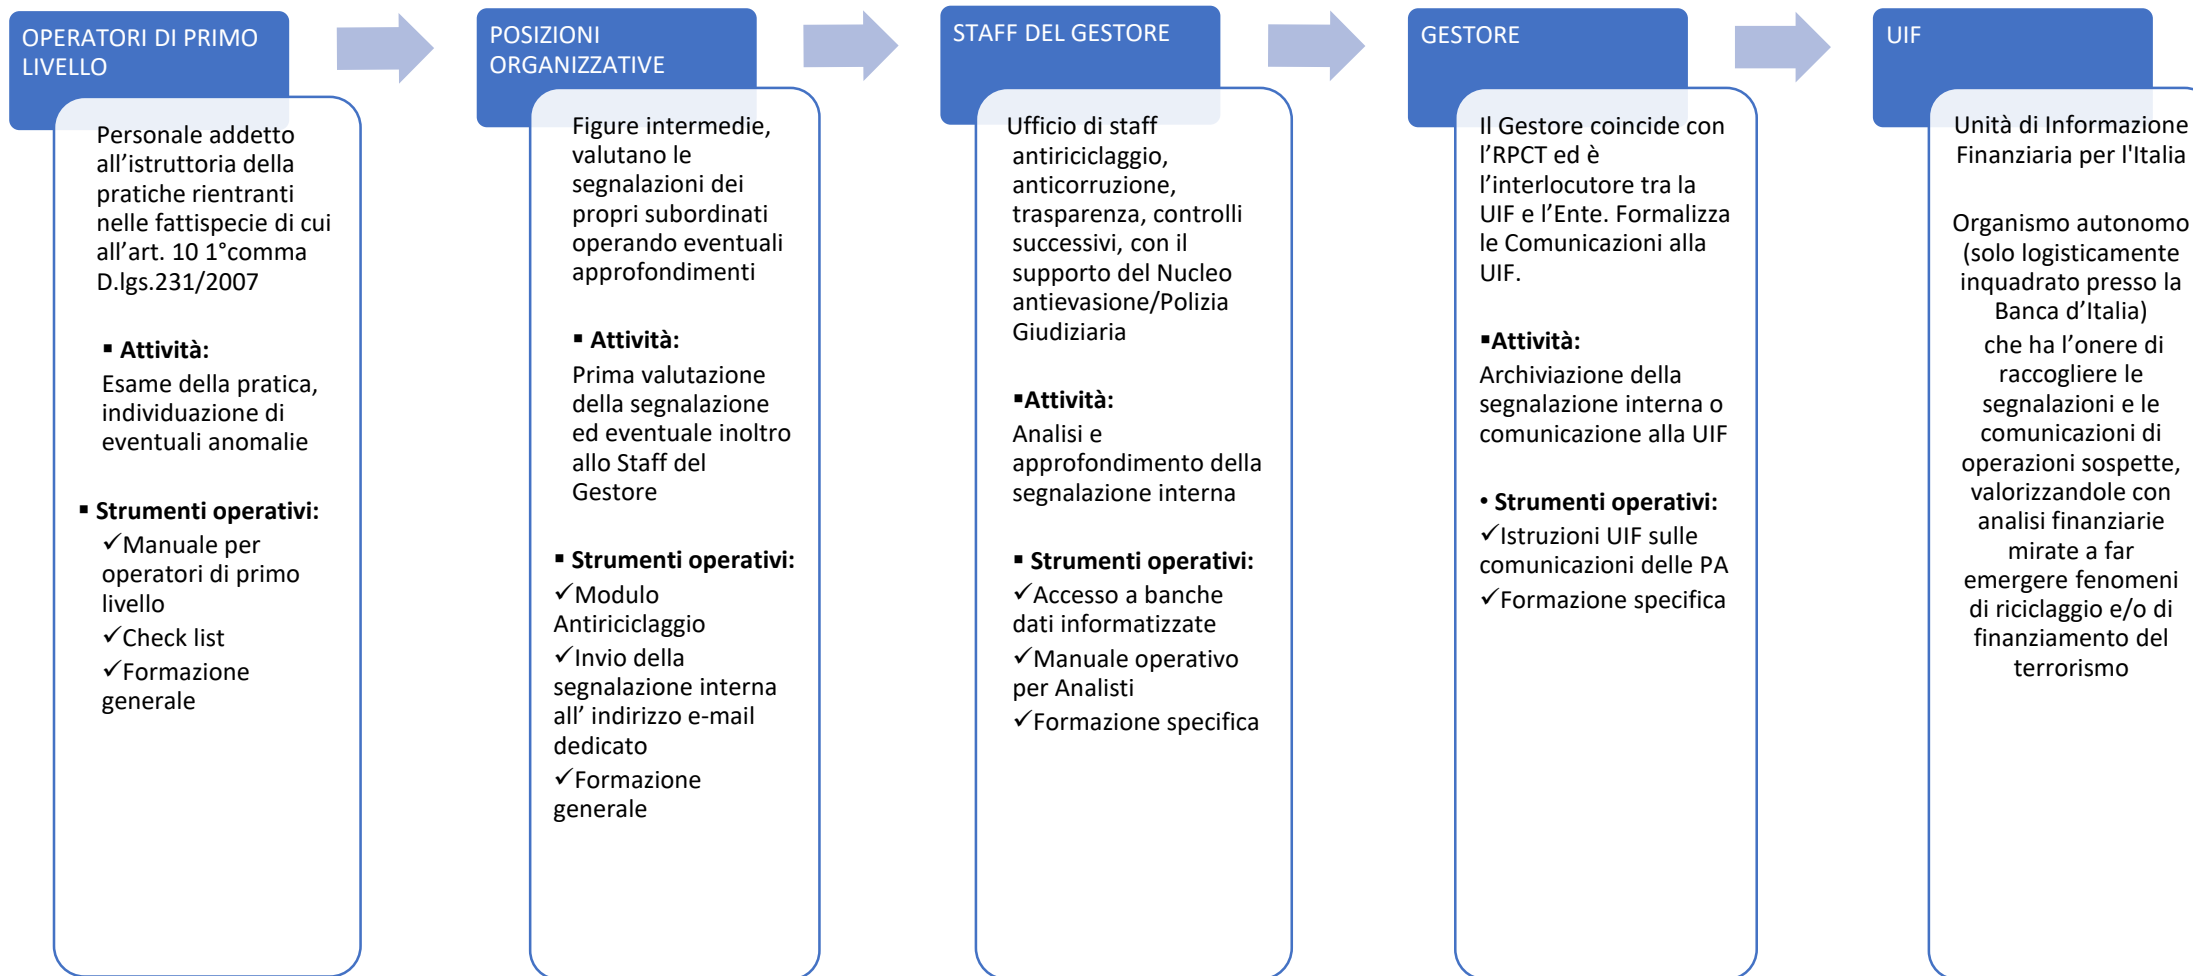 OPERATORI DI PRIMO
LIVELLO
Personale addetto
all’istruttoria della
pratiche rientranti
nelle fattispecie di cui
all’art. 10 1°comma
D.lgs.231/2007
▪ Attività:
Esame della pratica,
individuazione di
eventuali anomalie
▪ Strumenti operativi:
✓Manuale per
operatori di primo
livello
✓Check list
✓Formazione
generale
POSIZIONI
ORGANIZZATIVE
Figure intermedie,
valutano le
segnalazioni dei
propri subordinati
operando eventuali
approfondimenti
▪ Attività:
Prima valutazione
della segnalazione
ed eventuale inoltro
allo Staff del
Gestore
▪ Strumenti operativi:
✓Modulo
Antiriciclaggio
✓Invio della
segnalazione interna
all’ indirizzo e-mail
dedicato
✓Formazione
generale
STAFF DEL GESTORE
Ufficio di staff
antiriciclaggio,
anticorruzione,
trasparenza, controlli
successivi, con il
supporto del Nucleo
antievasione/Polizia
Giudiziaria
▪Attività:
Analisi e
approfondimento della
segnalazione interna
▪ Strumenti operativi:
✓Accesso a banche
dati informatizzate
✓Manuale operativo
per Analisti
✓Formazione specifica
GESTORE
Il Gestore coincide con
l’RPCT ed è
l’interlocutore tra la
UIF e l’Ente. Formalizza
le Comunicazioni alla
UIF.
▪Attività:
Archiviazione della
segnalazione interna o
comunicazione alla UIF
• Strumenti operativi:
✓Istruzioni UIF sulle
comunicazioni delle PA
✓Formazione specifica
UIF
Unità di Informazione
Finanziaria per l'Italia
Organismo autonomo
(solo logisticamente
inquadrato presso la
Banca d’Italia)
che ha l’onere di
raccogliere le
segnalazioni e le
comunicazioni di
operazioni sospette,
valorizzandole con
analisi finanziarie
mirate a far
emergere fenomeni
di riciclaggio e/o di
finanziamento del
terrorismo